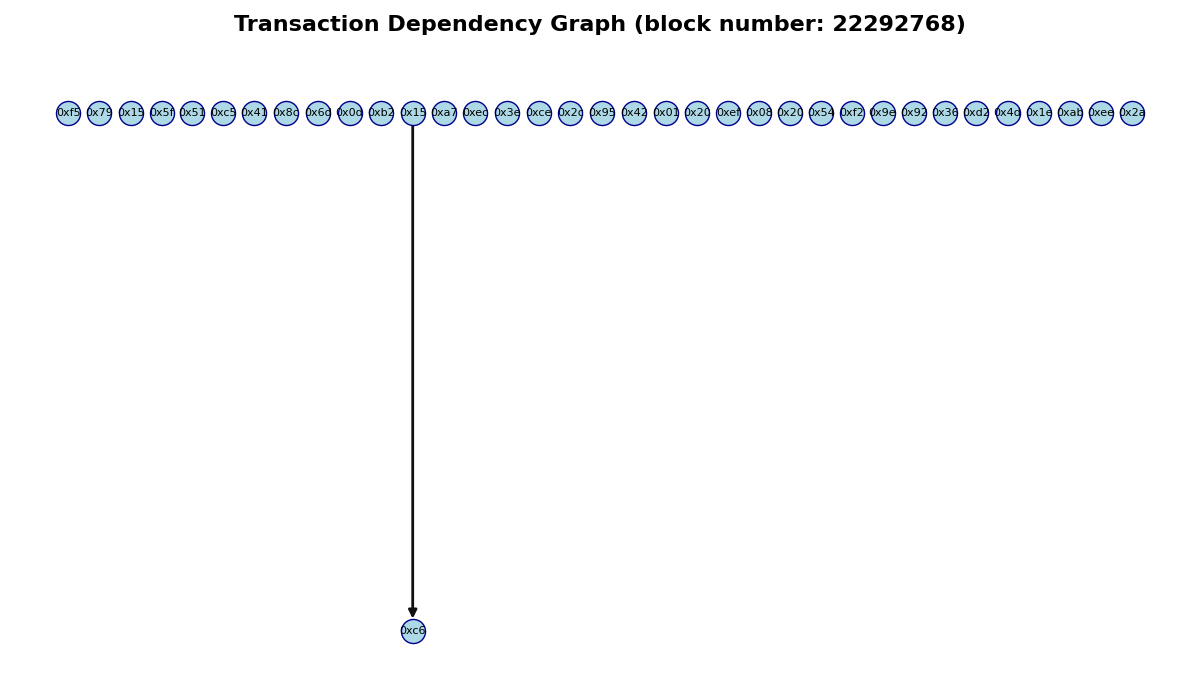 Transaction Dependency Graph (block number: 22292768)
0xf5 0x79 0x15 0x5f 0x51 0xc5 0x41 0x8c 0x6c 0x0d 0xb2 0x15 0xa7 0xec 0x3e 0xce 0x2c 0x95 0x42 0x01 0x20 0xef 0x08 0x20 0x54 0xf2 0x9e 0x92 0x36 0xd2 0x4d 0x1e 0xab 0xee 0x2a
0xc6